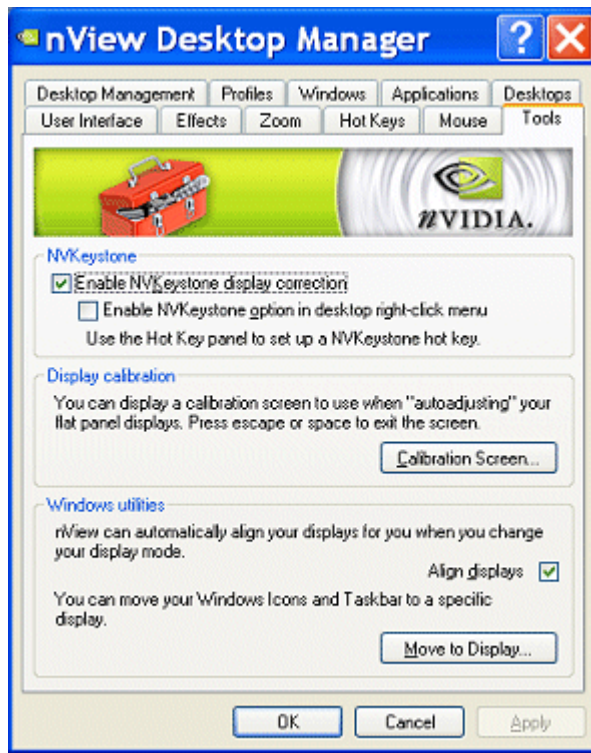 nView Desktop Manager
Desktop Management Profiles Windows Applications Desktops
User Interface Effects Zoom Hot Keys Mouse Tools
nVIDIA.
NVKeystone
Enable NVKeystone display correction
Enable NVKeystone option in desktop right-click menu
Use the Hot Key panel to set up a NVKeystone hot key.
Display calibration
You can display a calibration screen to use when "autoadjusting" your
flat panel displays. Press escape or space to exit the screen.
Calibration Screen...
Windows utilities
nView can automatically align your displays for you when you change
your display mode.
Align displays
You can move your Windows Icons and Taskbar to a specific
display.
Move to Display...
OK Cancel Apply